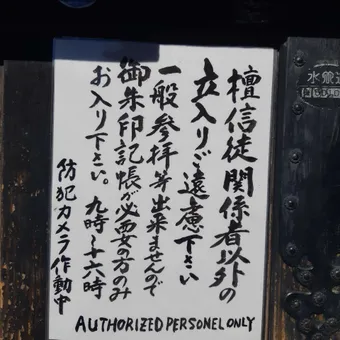 檀信徒関係者以外の
立入りご遠慮下さい
一般参拝等出来ませんので
御朱印記帳が必要の方のみ
お入り下さい。九時〜十六時
防犯カメラ作動中
AUTHORIZED PERSONEL ONLY